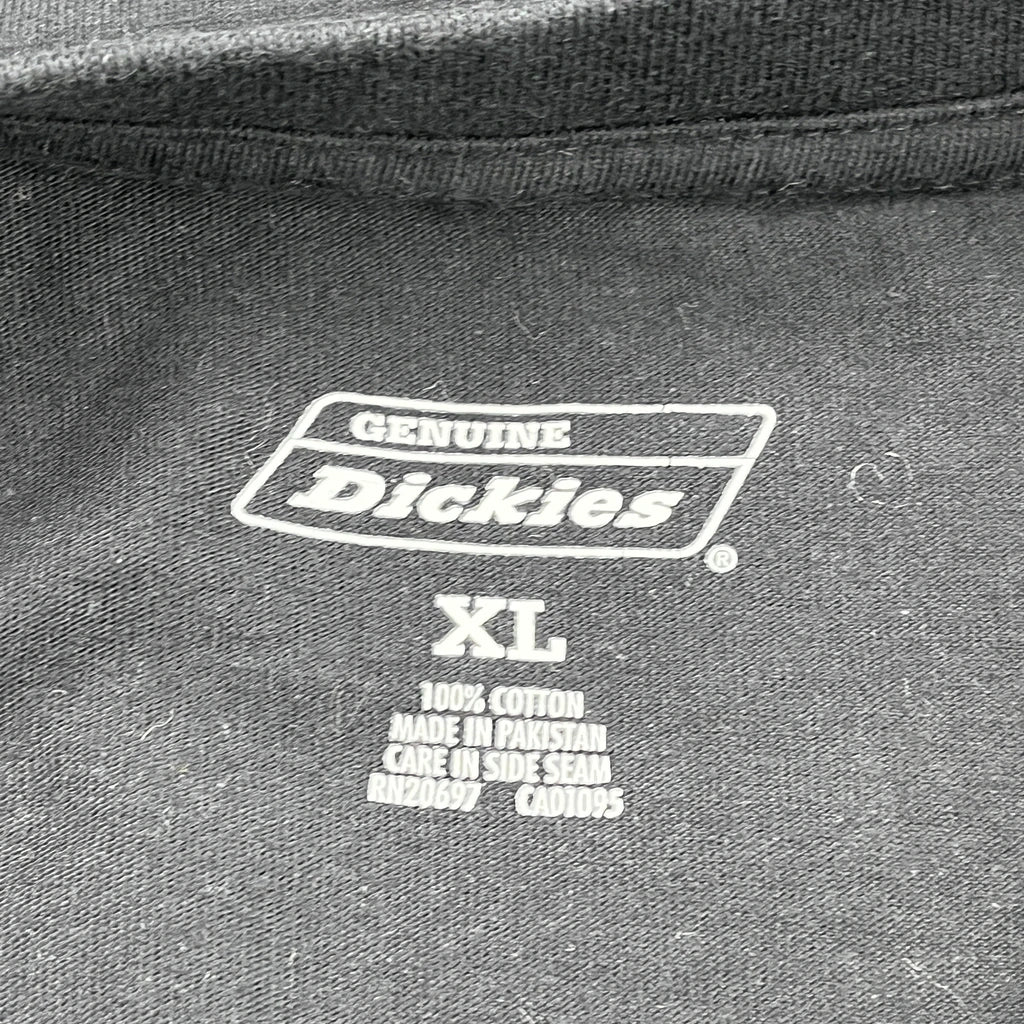 GENUINE
Dickies
®
XL
100% COTTON
MADE IN PAKISTAN
CARE IN SIDE SEAM
RN20697 CA01095